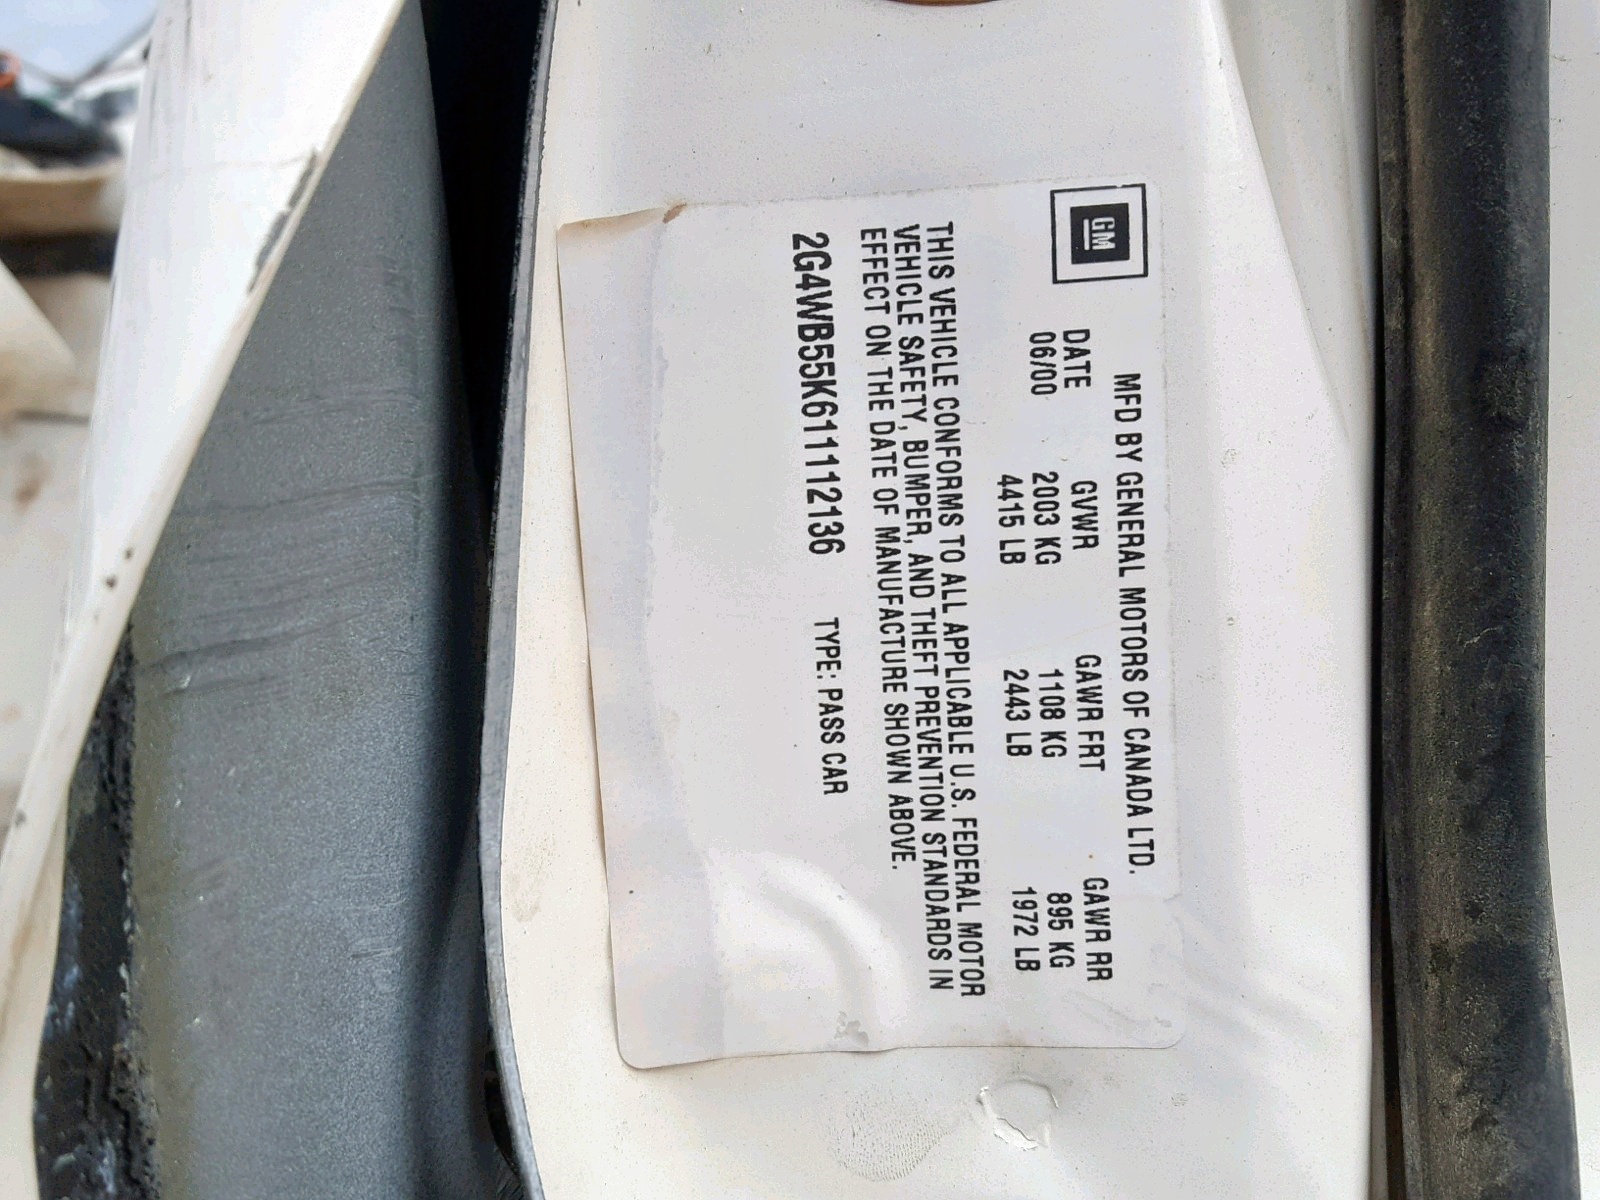 GM
MFD BY GENERAL MOTORS OF CANADA LTD.
DATE GVWR GAWR FRT GAWR RR
06/00 2003 KG 1108 KG 895 KG
4415 LB 2443 LB 1972 LB
THIS VEHICLE CONFORMS TO ALL APPLICABLE U.S. FEDERAL MOTOR
VEHICLE SAFETY, BUMPER, AND THEFT PREVENTION STANDARDS IN
EFFECT ON THE DATE OF MANUFACTURE SHOWN ABOVE.
2G4WB55K611112136 TYPE: PASS CAR